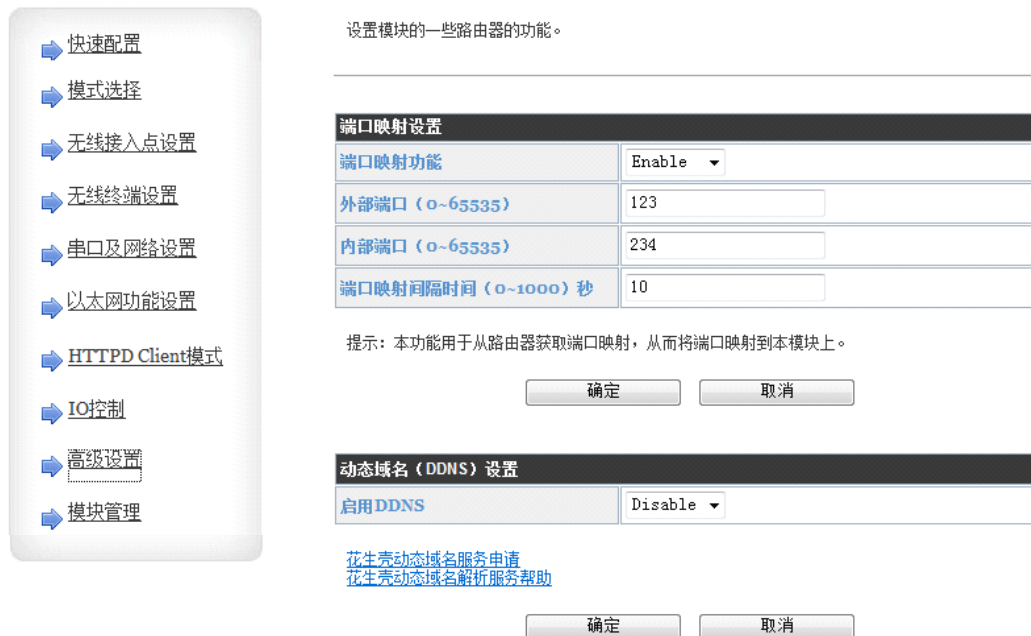 快速配置
模式选择
无线接入点设置
无线终端设置
串口及网络设置
以太网功能设置
HTTPD Client模式
IO控制
高级设置
模块管理
设置模块的一些路由器的功能。
端口映射设置
端口映射功能 Enable
外部端口（0~65535） 123
内部端口（0~65535） 234
端口映射间隔时间（0~1000）秒 10
提示：本功能用于从路由器获取端口映射，从而将端口映射到本模块上。
确定 取消
动态域名（DDNS）设置
启用DDNS Disable
花生壳动态域名服务申请
花生壳动态域名解析服务帮助
确定 取消